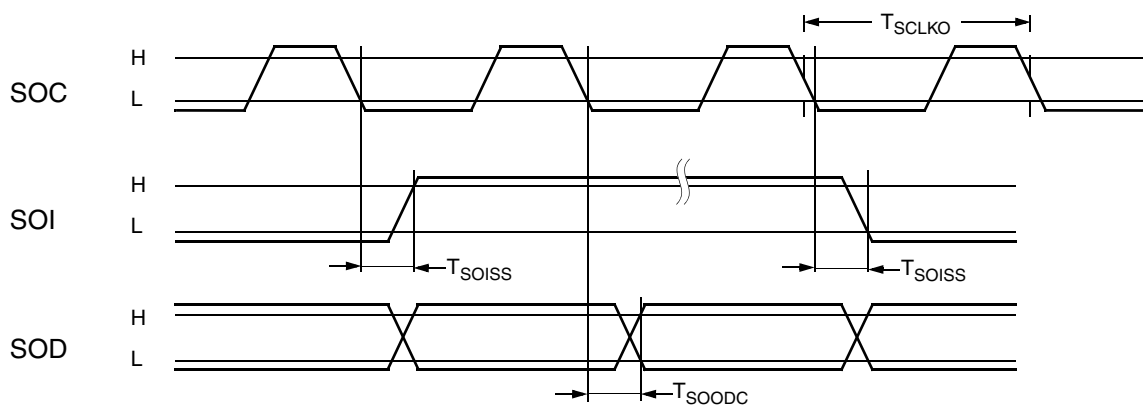 T_SCLKO
H
SOC
L
H
SOI
L
T_SOISS
T_SOISS
H
SOD
L
T_SOODC